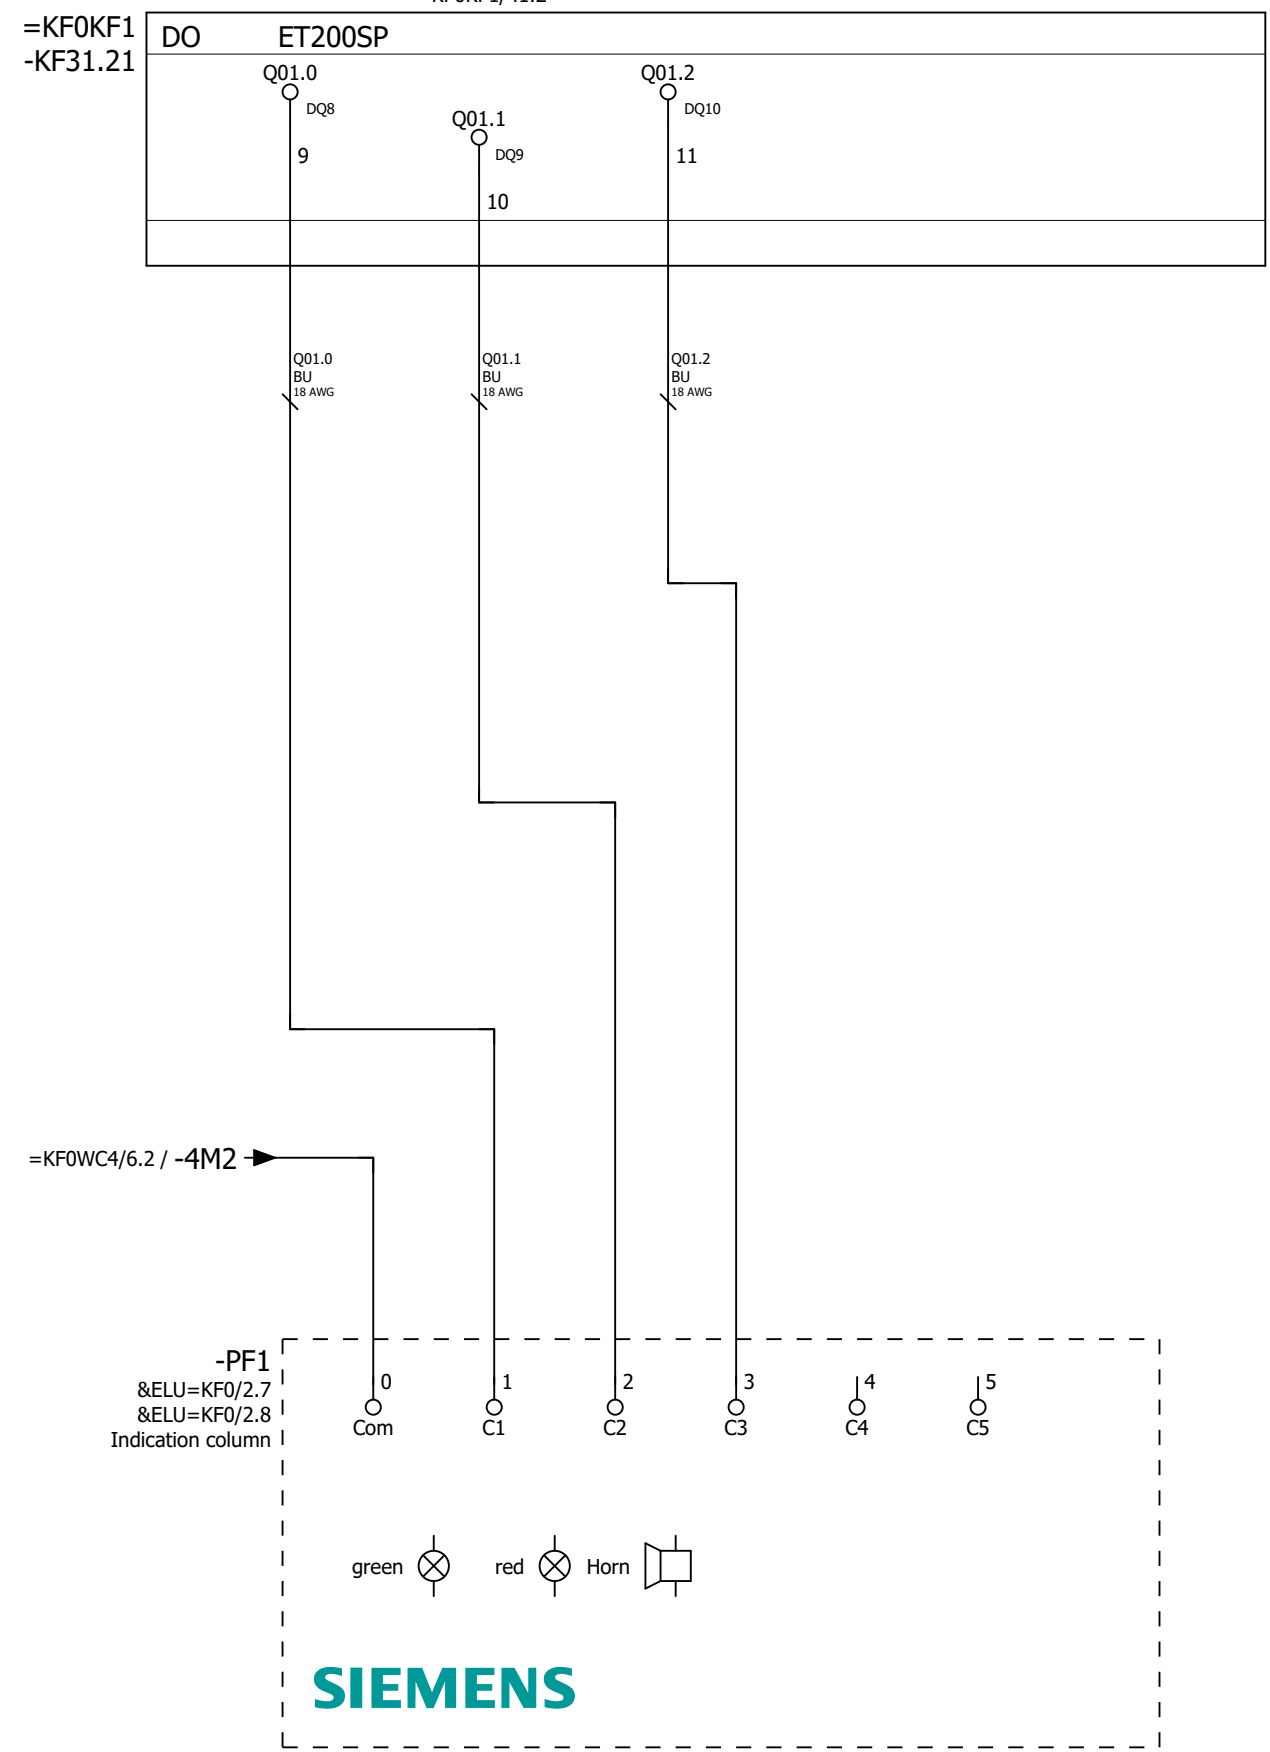 =KF0KF1
-KF31.21
DO ET200SP
Q01.0 Q01.2
DQ8 DQ10
Q01.1
DQ9
9 11
10
Q01.0 Q01.1 Q01.2
BU BU BU
18 AWG 18 AWG 18 AWG
=KF0WC4/6.2 / -4M2
-PF1
&ELU=KF0/2.7
&ELU=KF0/2.8
Indication column
0 1 2 3 4 5
Com C1 C2 C3 C4 C5
green red Horn
SIEMENS